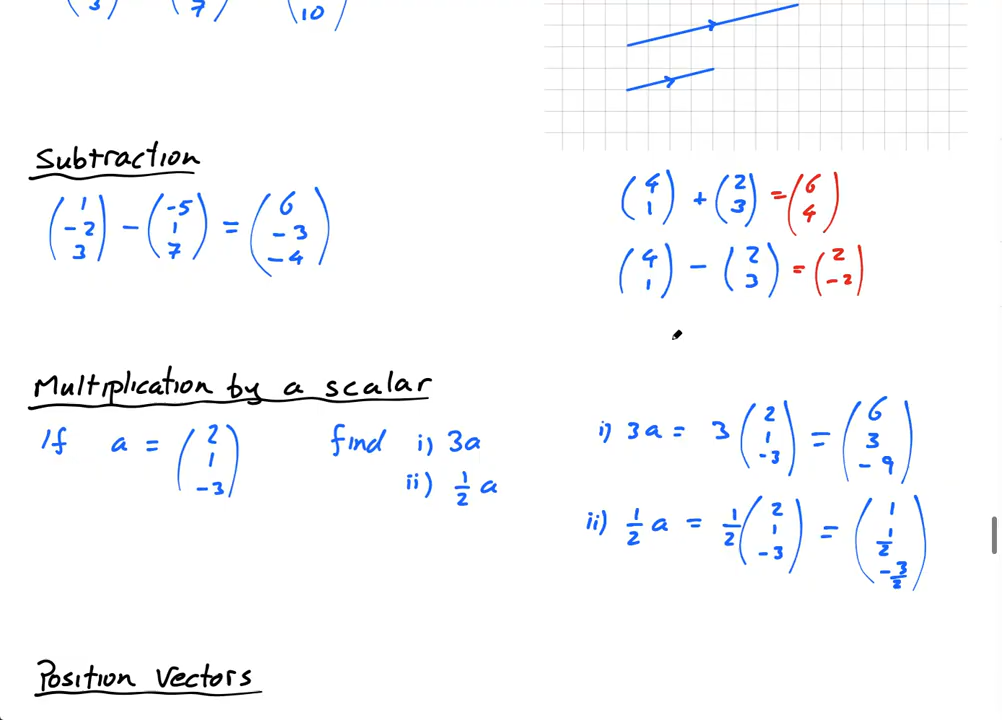 3 7 10
Subtraction
(1 -2 3) - (-5 1 7) = (6 -3 -4)
(4 1) + (2 3) = (6 4)
(4 1) - (2 3) = (2 -2)
Multiplication by a scalar
If a = (2 1 -3) find i) 3a
ii) 1/2 a
i) 3a = 3 (2 1 -3) = (6 3 -9)
ii) 1/2 a = 1/2 (2 1 -3) = (1 1/2 -3/2)
Position Vectors